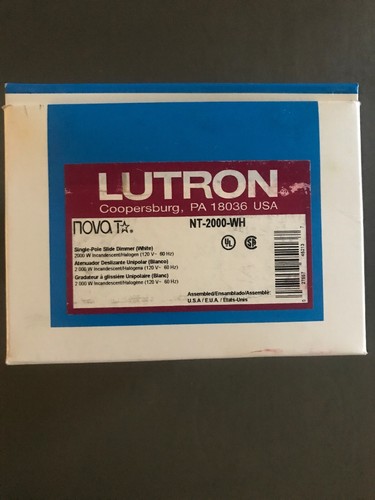 LUTRON
Coopersburg, PA 18036 USA
nova T☆®
NT-2000-WH
Single-Pole Slide Dimmer (White)
2000 W Incandescent/Halogen (120 V~ 60 Hz)
Atenuador Deslizante Unipolar (Blanco)
2 000 W Incandescente/Halógena (120 V~ 60 Hz)
Gradateur à glissière Unipolaire (Blanc)
2 000 W Incandescent/Halogène (120 V~ 60 Hz)
UL
Assembled/Ensamblado/Assemblé:
U.S.A / E.U.A. / États-Unis